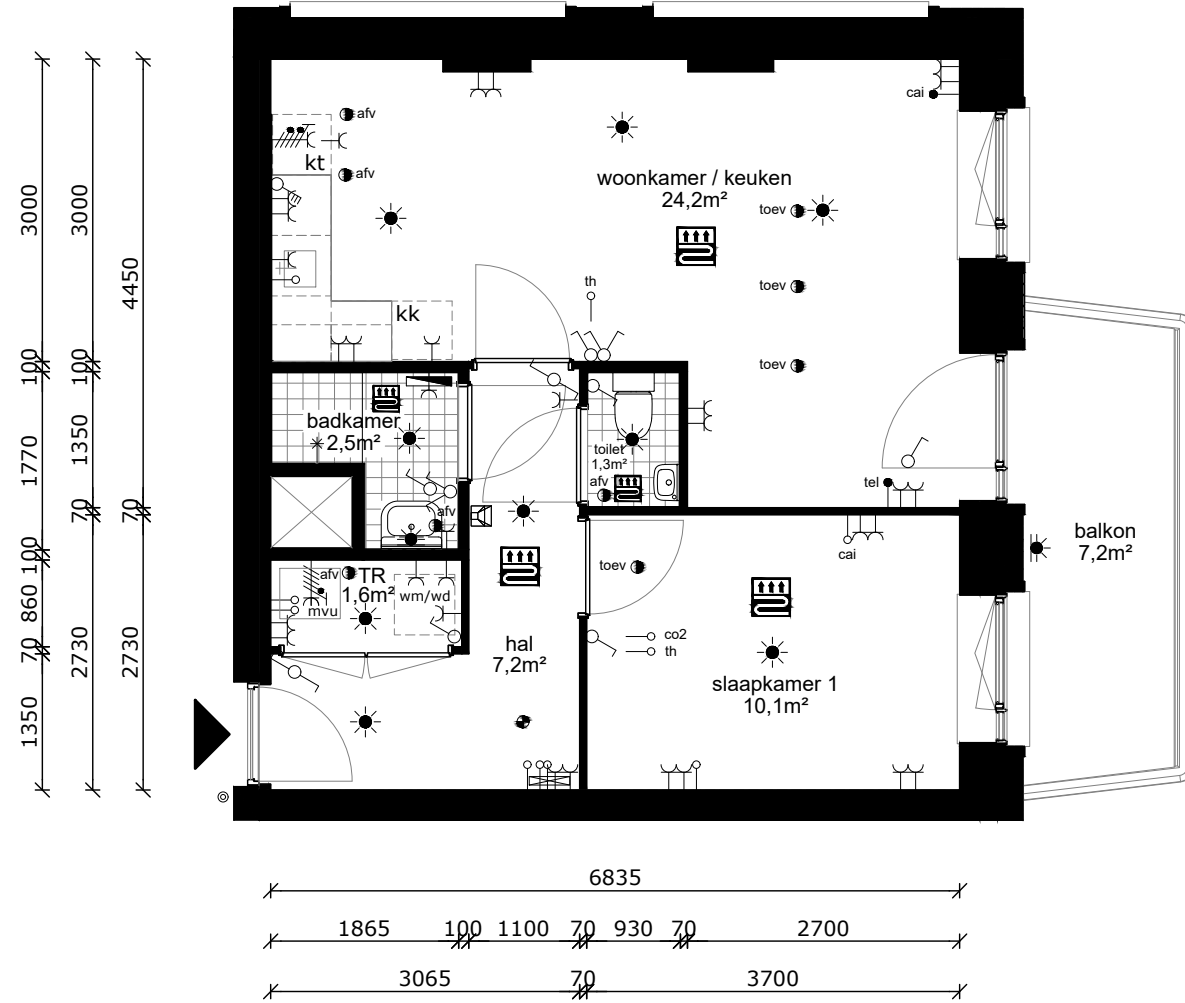 afv
kt
afv
cai
woonkamer / keuken
24,2m²
toev
toev
toev
th
kk
badkamer
2,5m²
toilet
1,3m²
afv
afv
tel
cai
balkon
7,2m²
afv
TR
1,6m²
mvu
wm/wd
toev
hal
7,2m²
co2
th
slaapkamer 1
10,1m²
3000
100
1770
100
860
70
1350
3000
100
1350
70
2730
4450
70
2730
6835
1865
100
1100
70
930
70
2700
3065
70
3700